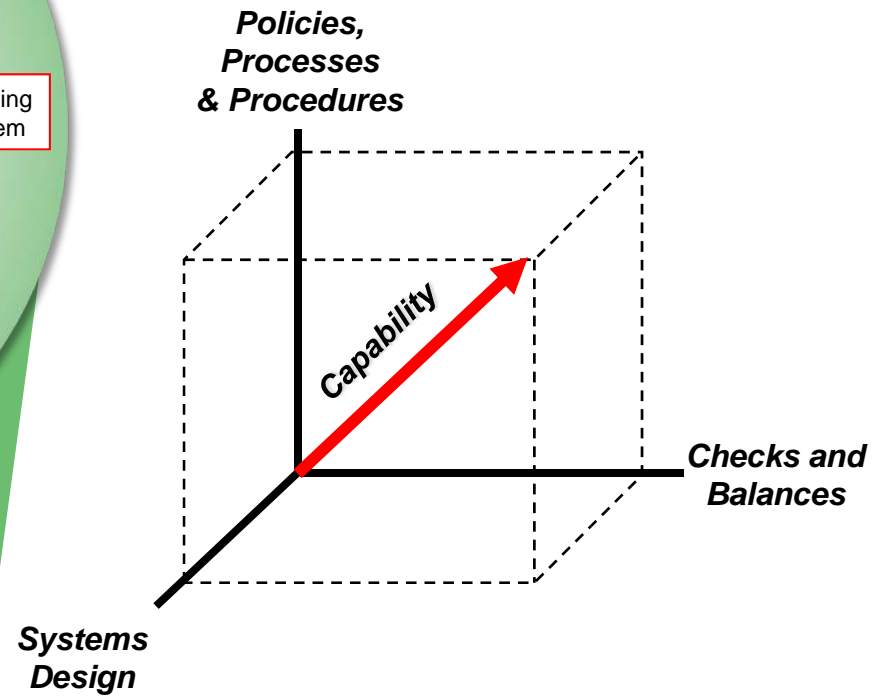 Policies,
Processes
& Procedures
Capability
Checks and
Balances
Systems
Design